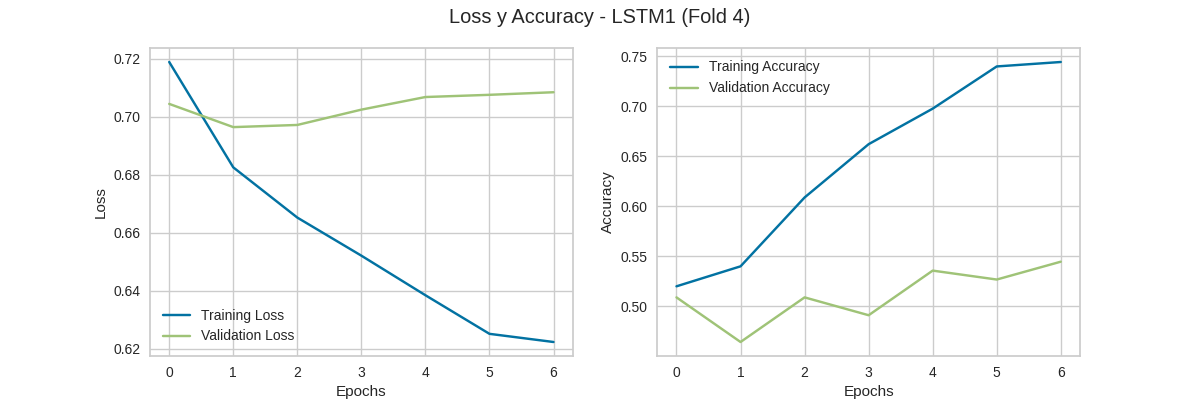 Loss y Accuracy - LSTM1 (Fold 4)
0.72
0.70
0.68
0.66
0.64
0.62
Loss
Training Loss
Validation Loss
0 1 2 3 4 5 6
Epochs
0.75
0.70
0.65
0.60
0.55
0.50
Accuracy
Training Accuracy
Validation Accuracy
0 1 2 3 4 5 6
Epochs